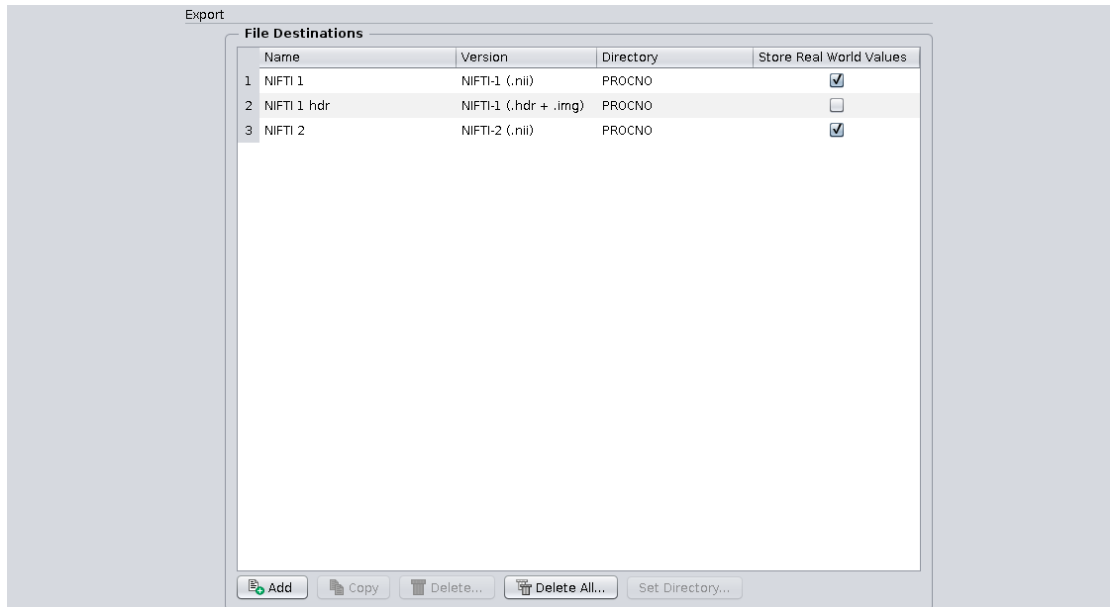 Export
File Destinations
Name Version Directory Store Real World Values
1 NIFTI 1 NIFTI-1 (.nii) PROCNO
2 NIFTI 1 hdr NIFTI-1 (.hdr + .img) PROCNO
3 NIFTI 2 NIFTI-2 (.nii) PROCNO
Add Copy Delete... Delete All... Set Directory...